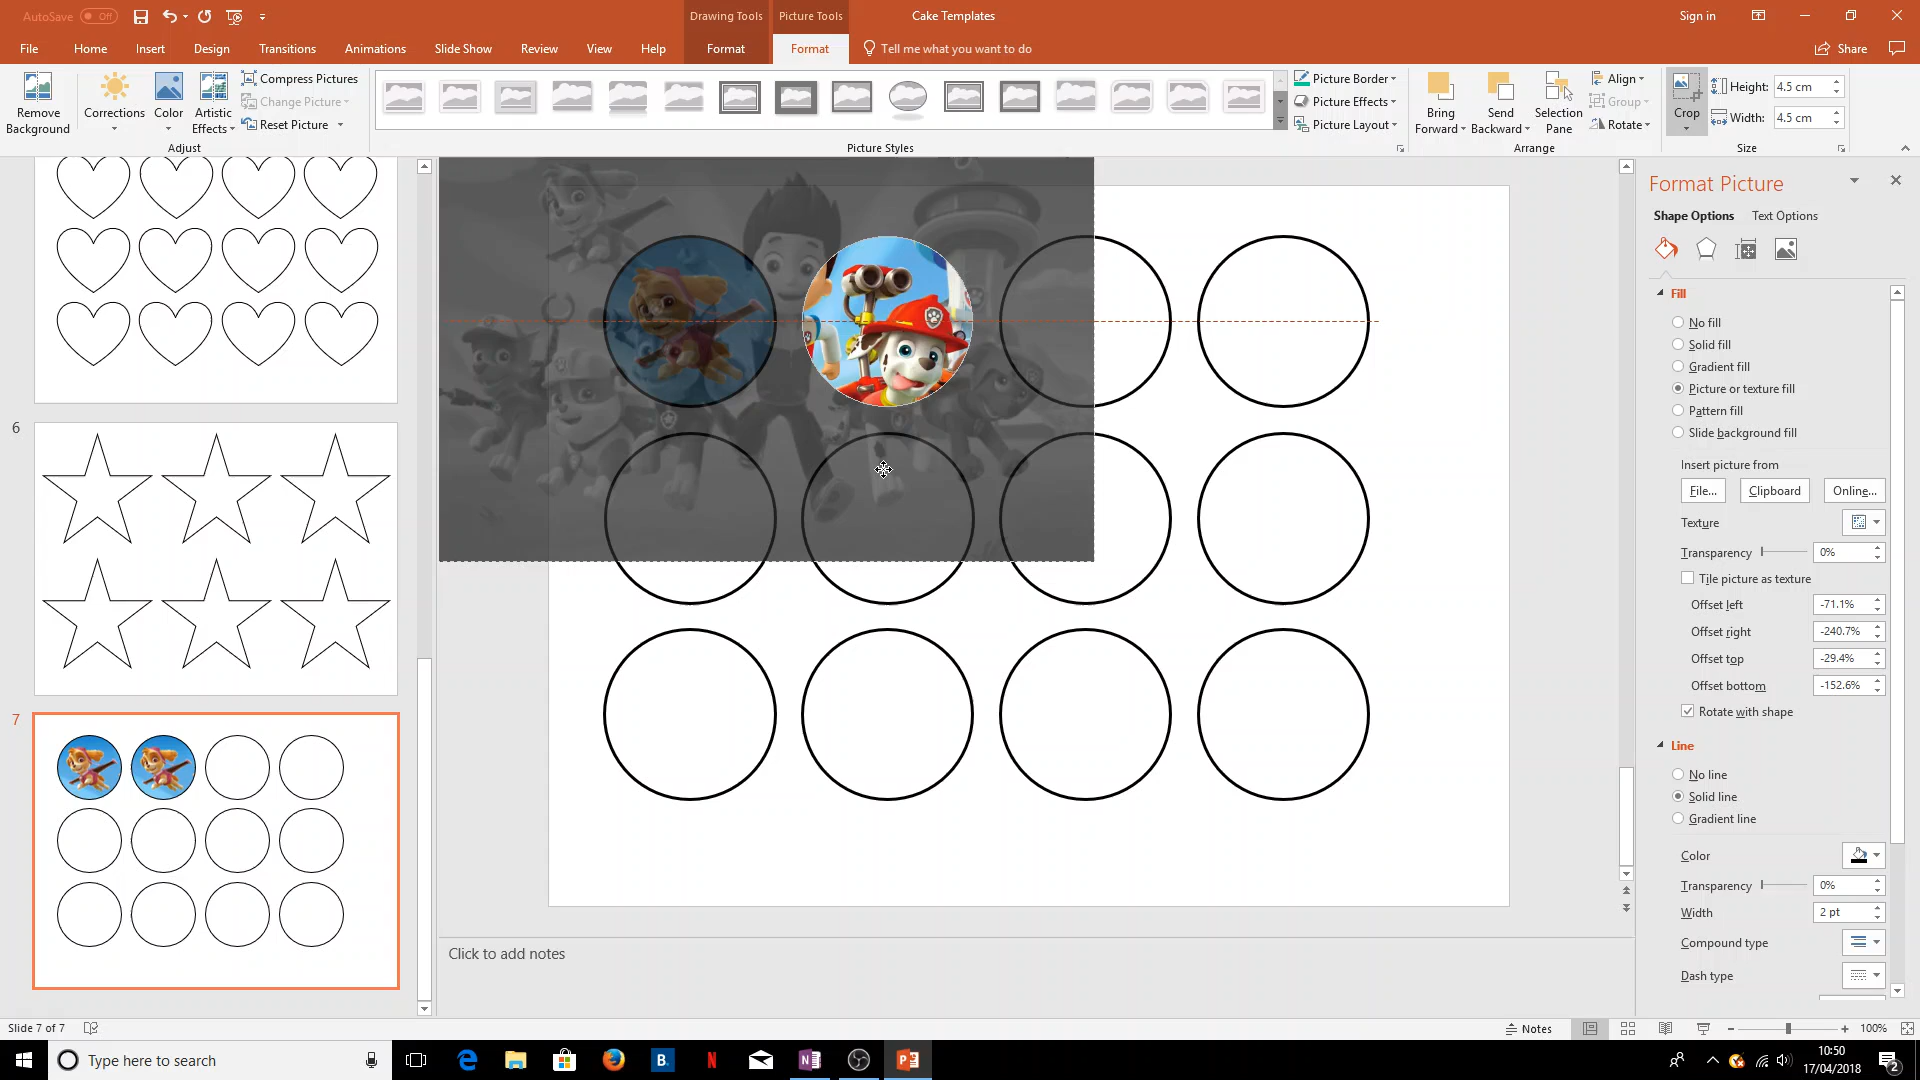 AutoSave Off
Drawing Tools Picture Tools Cake Templates Sign in
File Home Insert Design Transitions Animations Slide Show Review View Help Format Format Tell me what you want to do Share
Remove Background
Corrections
Color
Artistic Effects
Compress Pictures
Change Picture
Reset Picture
Adjust
Picture Styles
Picture Border
Picture Effects
Picture Layout
Bring Forward
Send Backward
Selection Pane
Align
Group
Rotate
Arrange
Crop
Height: 4.5 cm
Width: 4.5 cm
Size
6
7
Format Picture
Shape Options Text Options
Fill
No fill
Solid fill
Gradient fill
Picture or texture fill
Pattern fill
Slide background fill
Insert picture from
File... Clipboard Online...
Texture
Transparency 0%
Tile picture as texture
Offset left -71.1%
Offset right -240.7%
Offset top -29.4%
Offset bottom -152.6%
Rotate with shape
Line
No line
Solid line
Gradient line
Color
Transparency 0%
Width 2 pt
Compound type
Dash type
Click to add notes
Slide 7 of 7 Notes 100%
Type here to search
B.
N
N
P
10:50
17/04/2018
2